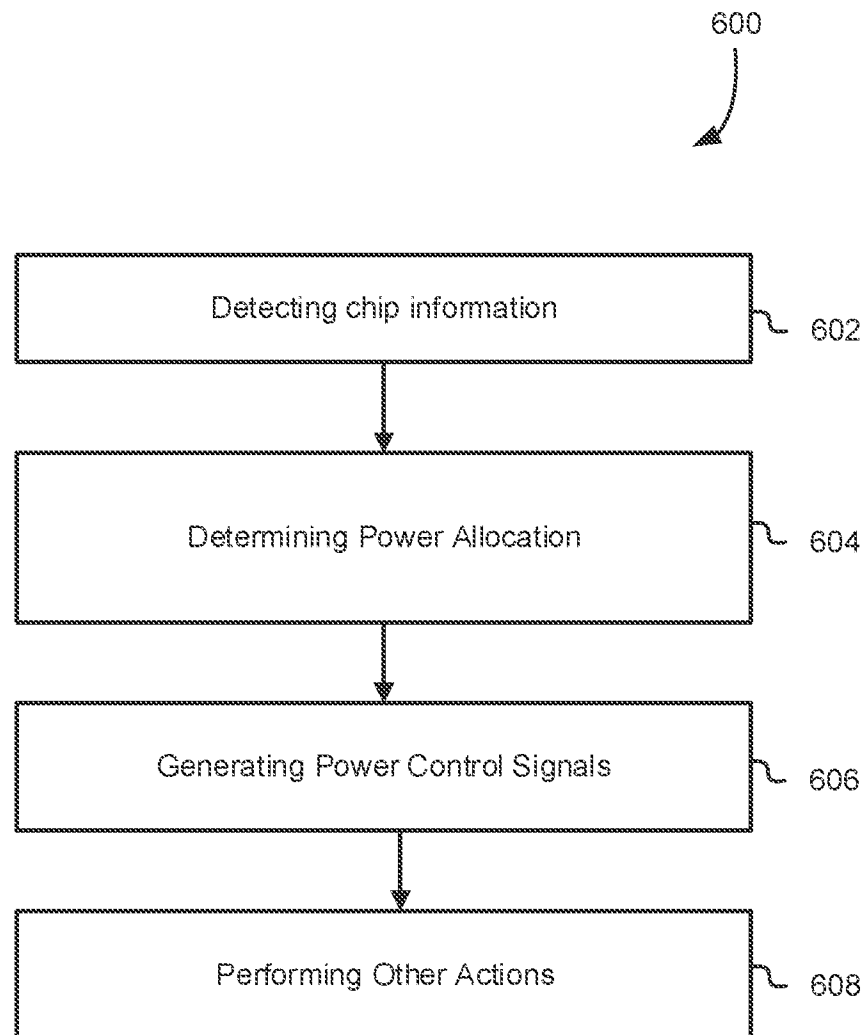 600
Detecting chip information
602
Determining Power Allocation
604
Generating Power Control Signals
606
Performing Other Actions
608